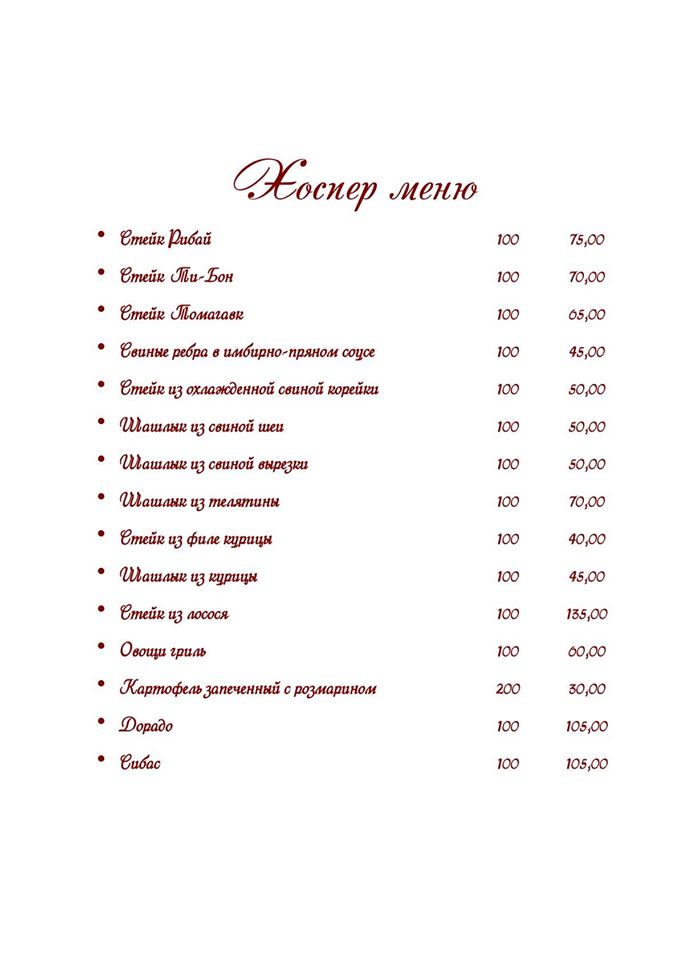 Хоспер меню
• Стейк Рибай 100 75,00
• Стейк Ти-Бон 100 70,00
• Стейк Томагавк 100 65,00
• Свиные ребра в имбирно-пряном соусе 100 45,00
• Стейк из охлажденной свиной корейки 100 50,00
• Шашлык из свиной шеи 100 50,00
• Шашлык из свиной вырезки 100 50,00
• Шашлык из телятины 100 70,00
• Стейк из филе курицы 100 40,00
• Шашлык из курицы 100 45,00
• Стейк из лосося 100 135,00
• Овощи гриль 100 60,00
• Картофель запеченный с розмарином 200 30,00
• Дорадо 100 105,00
• Сибас 100 105,00